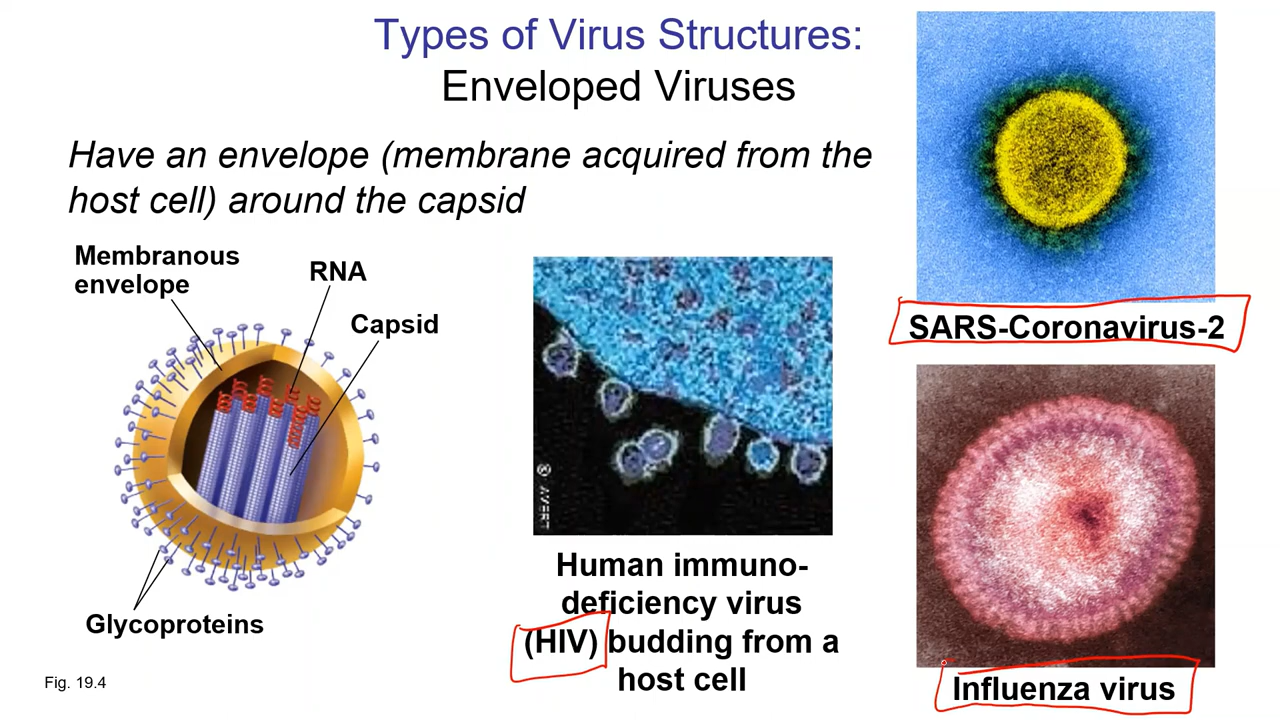 Types of Virus Structures:
Enveloped Viruses
Have an envelope (membrane acquired from the
host cell) around the capsid
Membranous
envelope
RNA
Capsid
Glycoproteins
Fig. 19.4
© AVERT
Human immuno-
deficiency virus
(HIV) budding from a
host cell
SARS-Coronavirus-2
Influenza virus